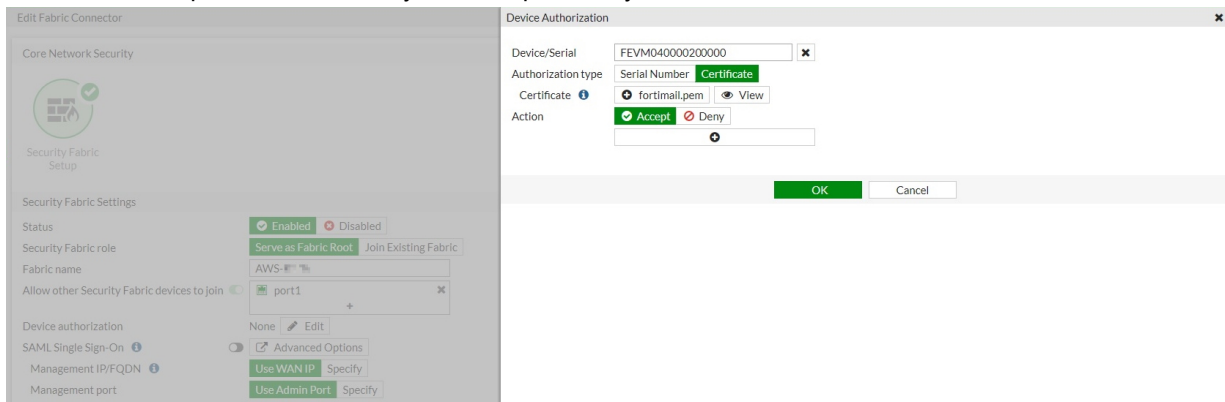 Edit Fabric Connector
Core Network Security
Security Fabric
Setup
Security Fabric Settings
Status Enabled Disabled
Security Fabric role Serve as Fabric Root Join Existing Fabric
Fabric name AWS-
Allow other Security Fabric devices to join port1
+
Device authorization None Edit
SAML Single Sign-On Advanced Options
Management IP/FQDN Use WAN IP Specify
Management port Use Admin Port Specify
Device Authorization
Device/Serial FEVM040000200000
Authorization type Serial Number Certificate
Certificate fortimail.pem View
Action Accept Deny
OK Cancel